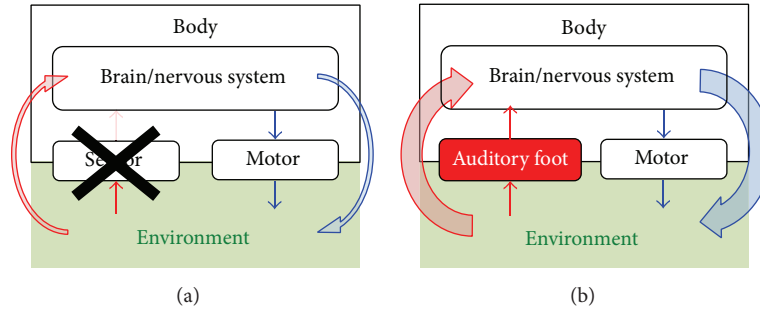 Body
Brain/nervous system
Motor
Environment
(a)
Body
Brain/nervous system
Auditory foot
Motor
Environment
(b)